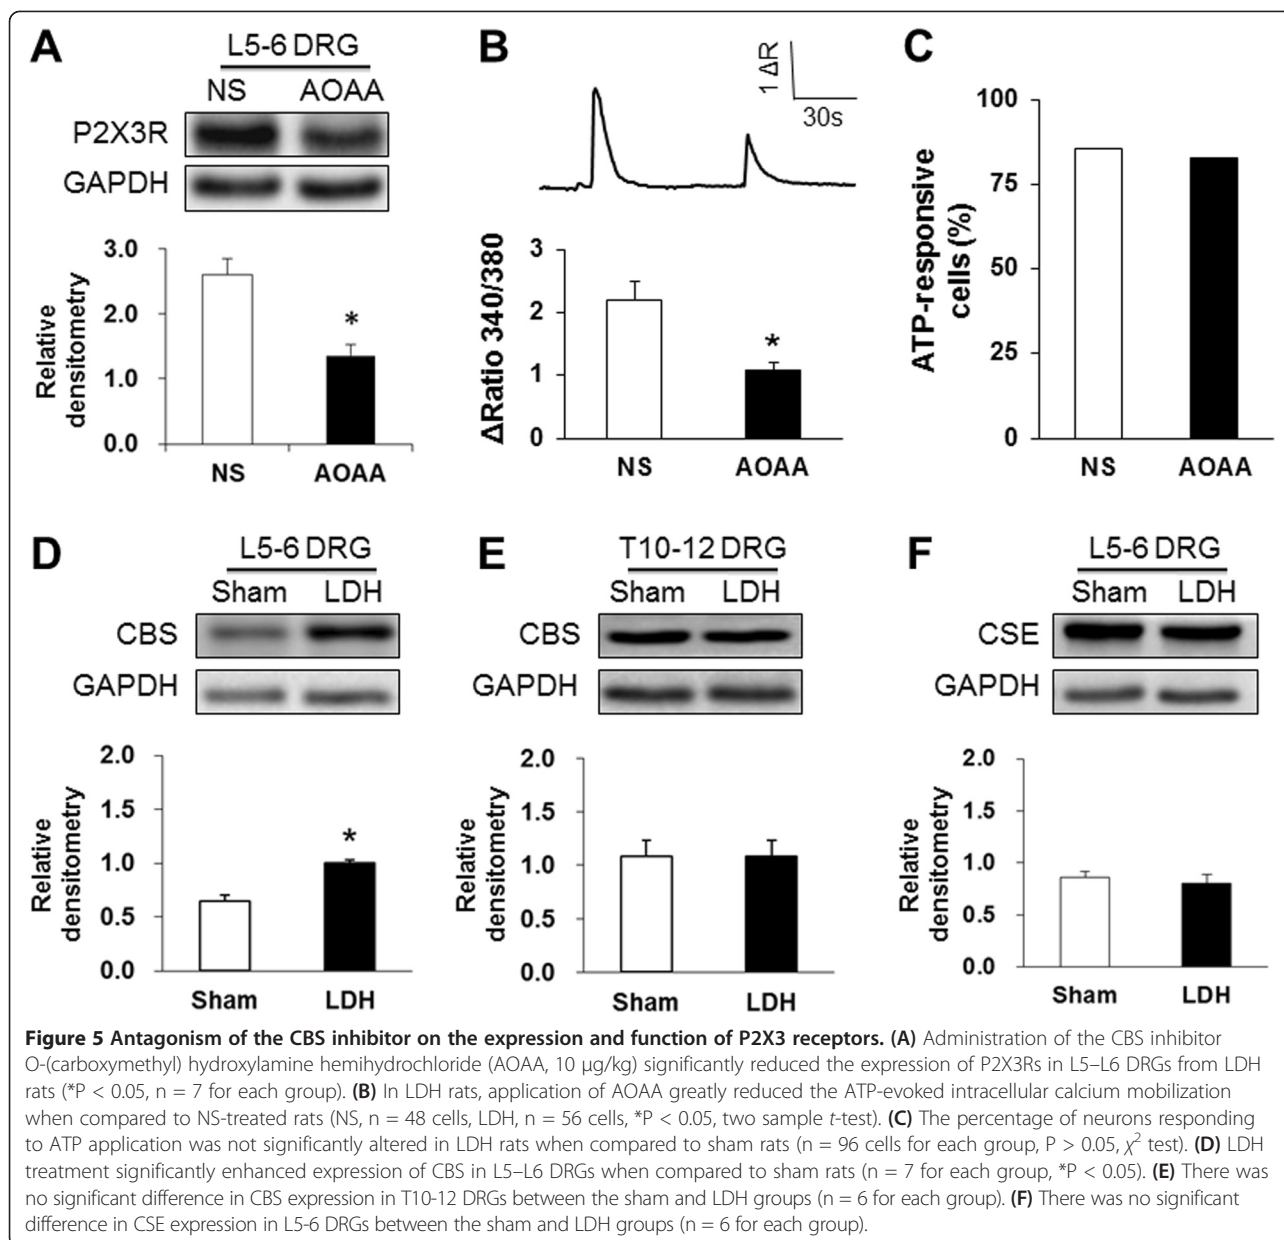 A
L5-6 DRG
NS AOAA
P2X3R
GAPDH
3.0
2.0
1.0
0.0
Relative
densitometry
*
NS AOAA
B
1 ΔR
30s
3
2
1
0
ΔRatio 340/380
*
NS AOAA
C
100
75
50
25
0
ATP-responsive
cells (%)
NS AOAA
D
L5-6 DRG
Sham LDH
CBS
GAPDH
2.0
1.5
1.0
0.5
0.0
Relative
densitometry
*
Sham LDH
E
T10-12 DRG
Sham LDH
CBS
GAPDH
2.0
1.5
1.0
0.5
0.0
Relative
densitometry
Sham LDH
F
L5-6 DRG
Sham LDH
CSE
GAPDH
2.0
1.5
1.0
0.5
0.0
Relative
densitometry
Sham LDH
Figure 5 Antagonism of the CBS inhibitor on the expression and function of P2X3 receptors. (A) Administration of the CBS inhibitor
O-(carboxymethyl) hydroxylamine hemihydrochloride (AOAA, 10 μg/kg) significantly reduced the expression of P2X3Rs in L5–L6 DRGs from LDH
rats (*P < 0.05, n = 7 for each group). (B) In LDH rats, application of AOAA greatly reduced the ATP-evoked intracellular calcium mobilization
when compared to NS-treated rats (NS, n = 48 cells, LDH, n = 56 cells, *P < 0.05, two sample t-test). (C) The percentage of neurons responding
to ATP application was not significantly altered in LDH rats when compared to sham rats (n = 96 cells for each group, P > 0.05, χ² test). (D) LDH
treatment significantly enhanced expression of CBS in L5–L6 DRGs when compared to sham rats (n = 7 for each group, *P < 0.05). (E) There was
no significant difference in CBS expression in T10-12 DRGs between the sham and LDH groups (n = 6 for each group). (F) There was no significant
difference in CSE expression in L5-6 DRGs between the sham and LDH groups (n = 6 for each group).